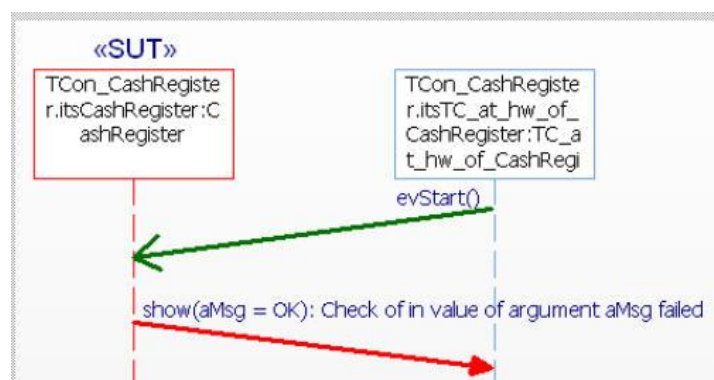 «SUT»
TCon_CashRegiste
r.itsCashRegister:C
ashRegister
TCon_CashRegiste
r.itsTC_at_hw_of_
CashRegister:TC_a
t_hw_of_CashRegi
evStart()
show(aMsg = OK): Check of in value of argument aMsg failed